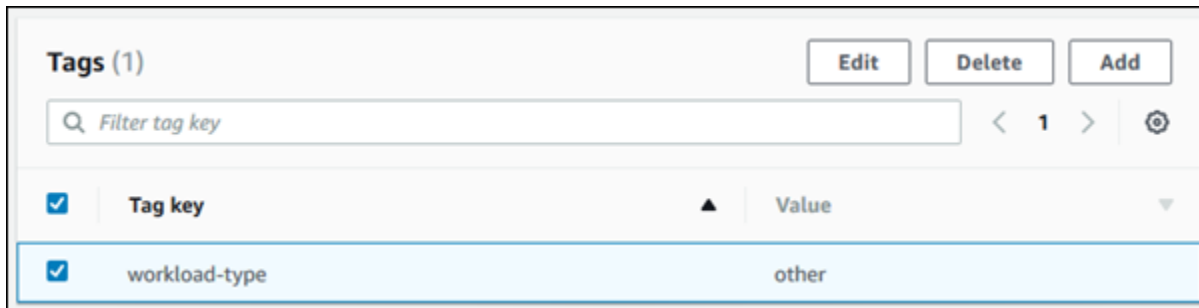 Tags (1) Edit Delete Add
Filter tag key 1
Tag key Value
workload-type other